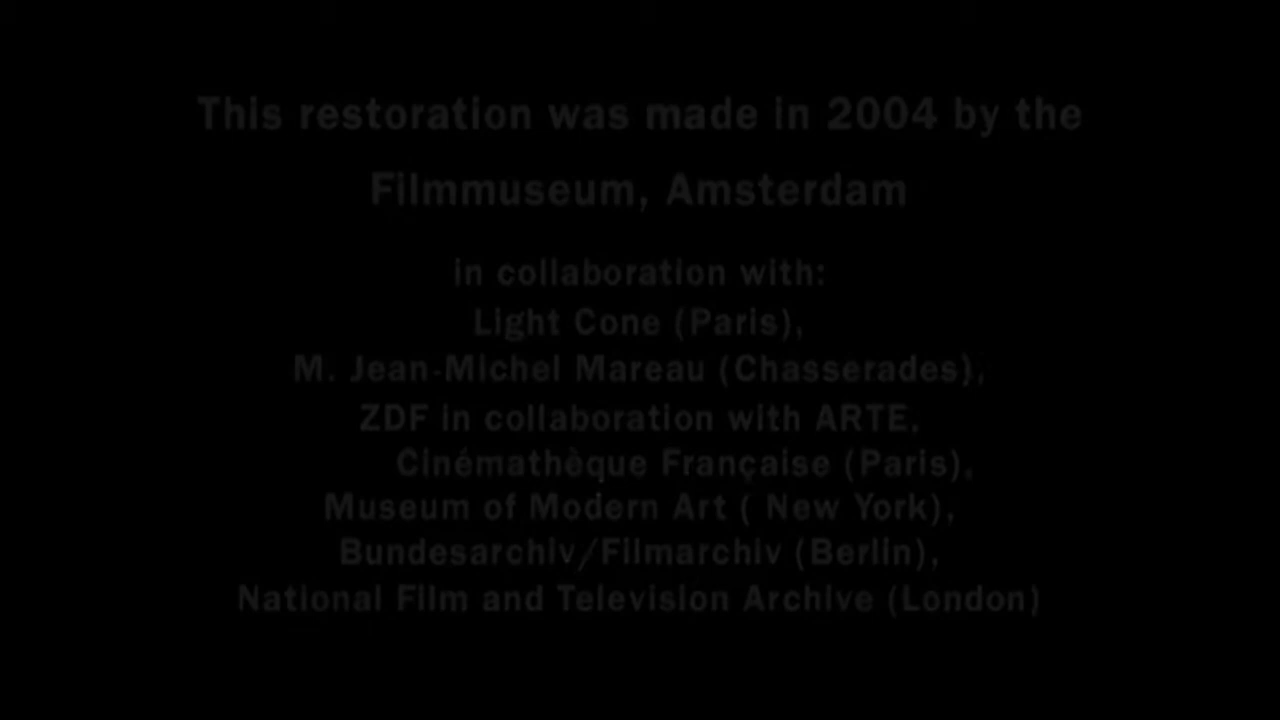 This restoration was made in 2004 by the
Filmmuseum, Amsterdam
in collaboration with:
Light Cone (Paris),
M. Jean-Michel Mareau (Chasserades),
ZDF in collaboration with ARTE,
Cinémathèque Française (Paris),
Museum of Modern Art ( New York),
Bundesarchiv/Filmarchiv (Berlin),
National Film and Television Archive (London)